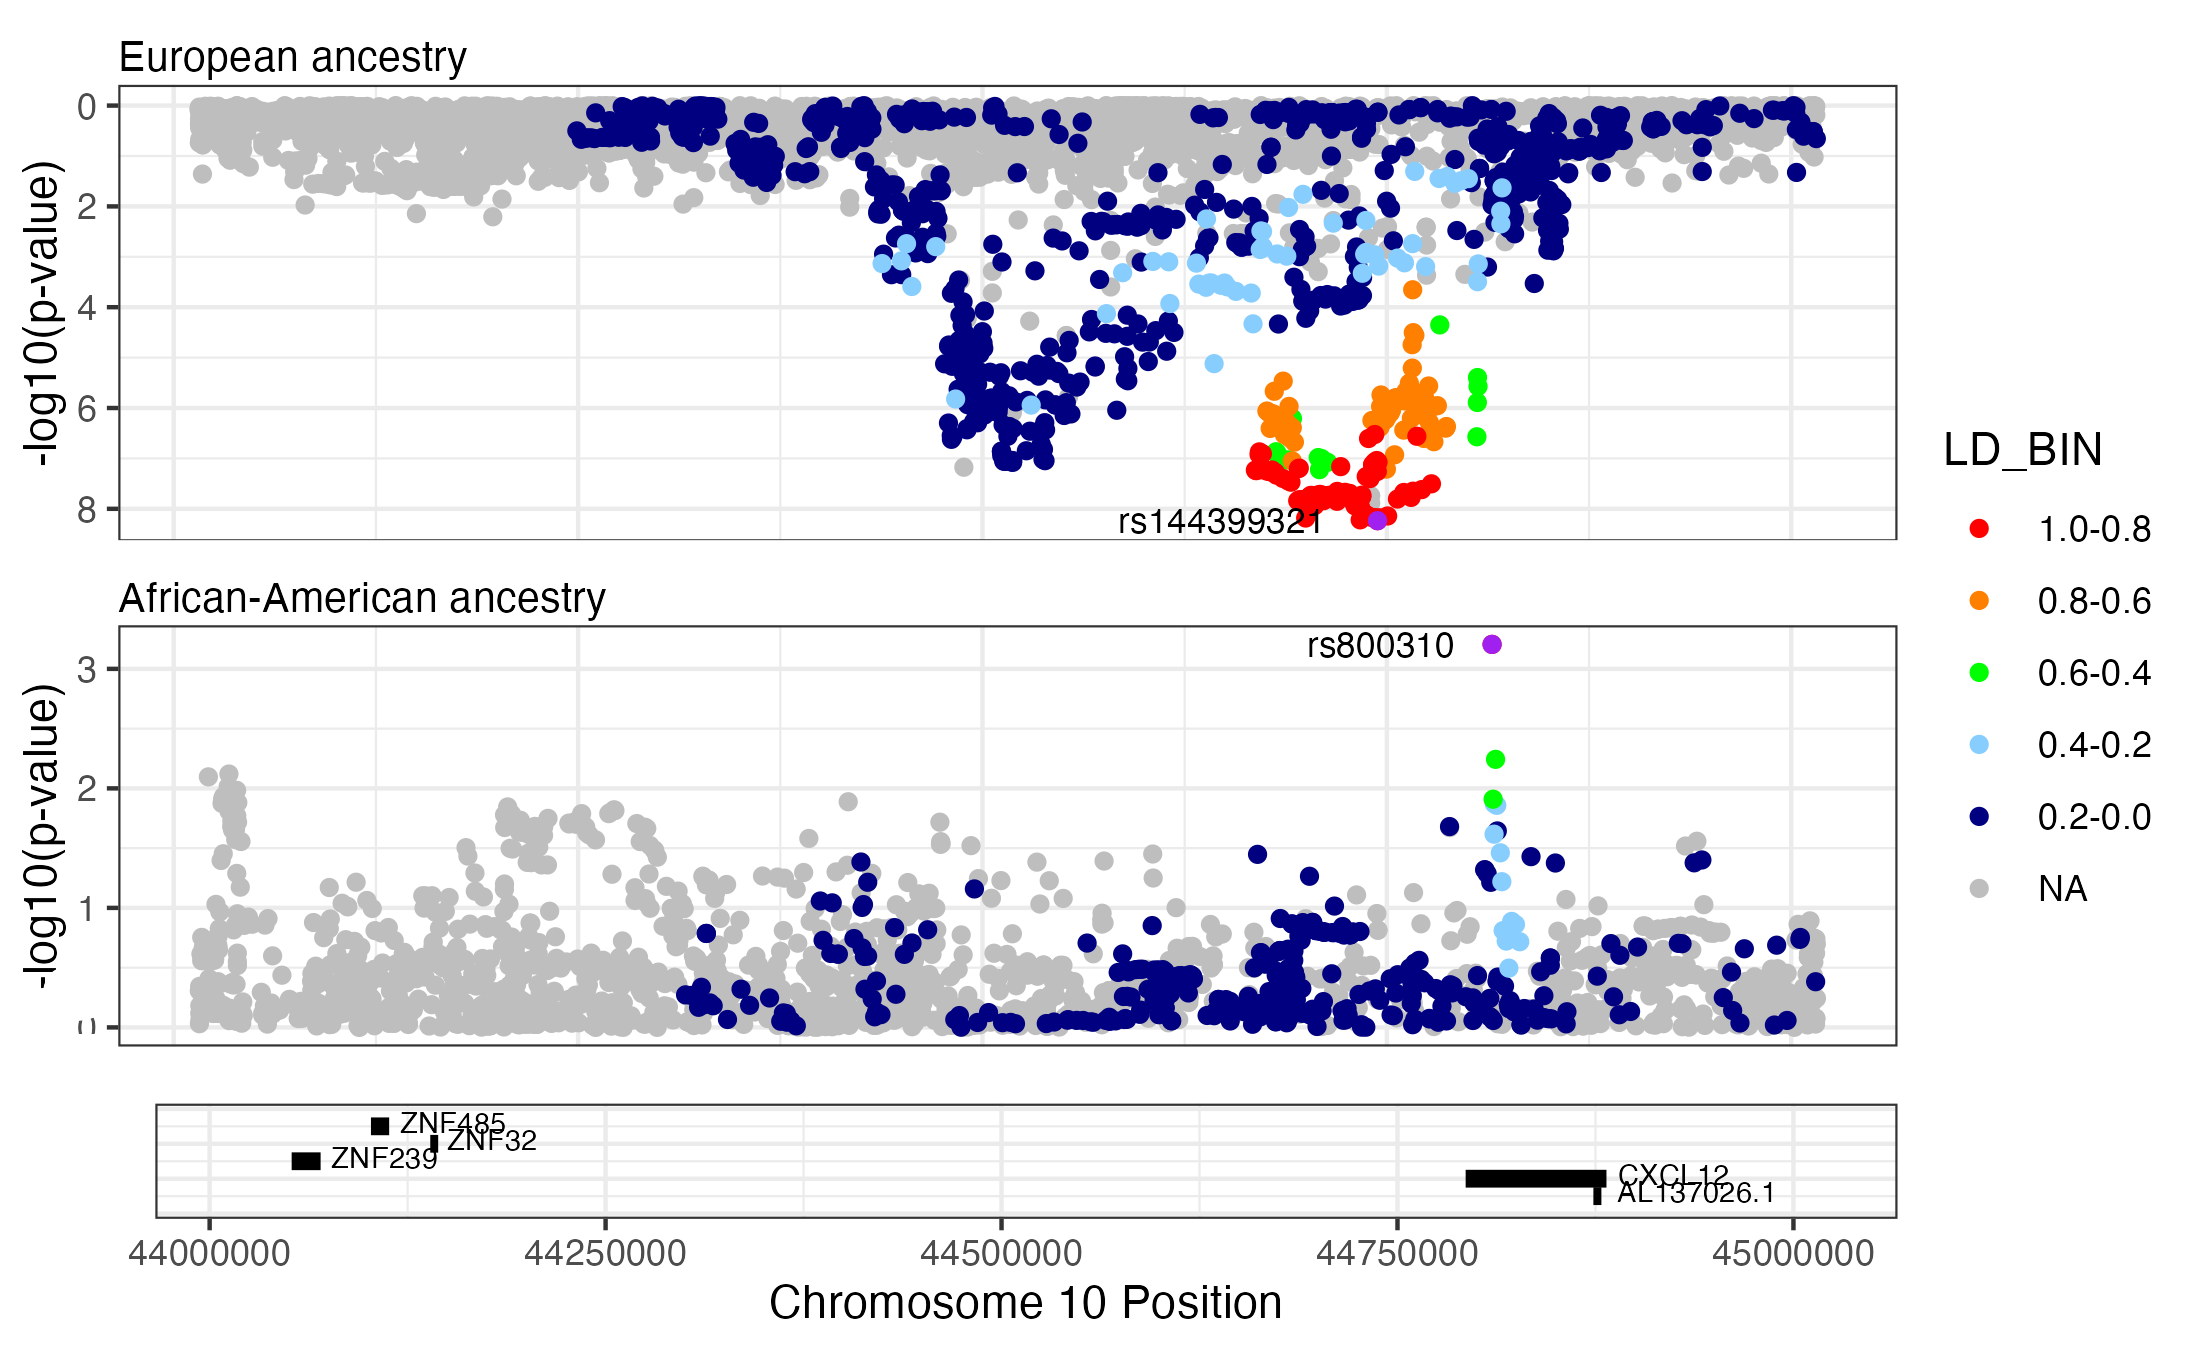 European ancestry
0
2
4
6
8
-log10(p-value)
rs144399321
African-American ancestry
3
2
1
0
-log10(p-value)
rs800310
LD_BIN
1.0-0.8
0.8-0.6
0.6-0.4
0.4-0.2
0.2-0.0
NA
ZNF485
ZNF32
ZNF239
CXCL12
AL137026.1
44000000 44250000 44500000 44750000 45000000
Chromosome 10 Position